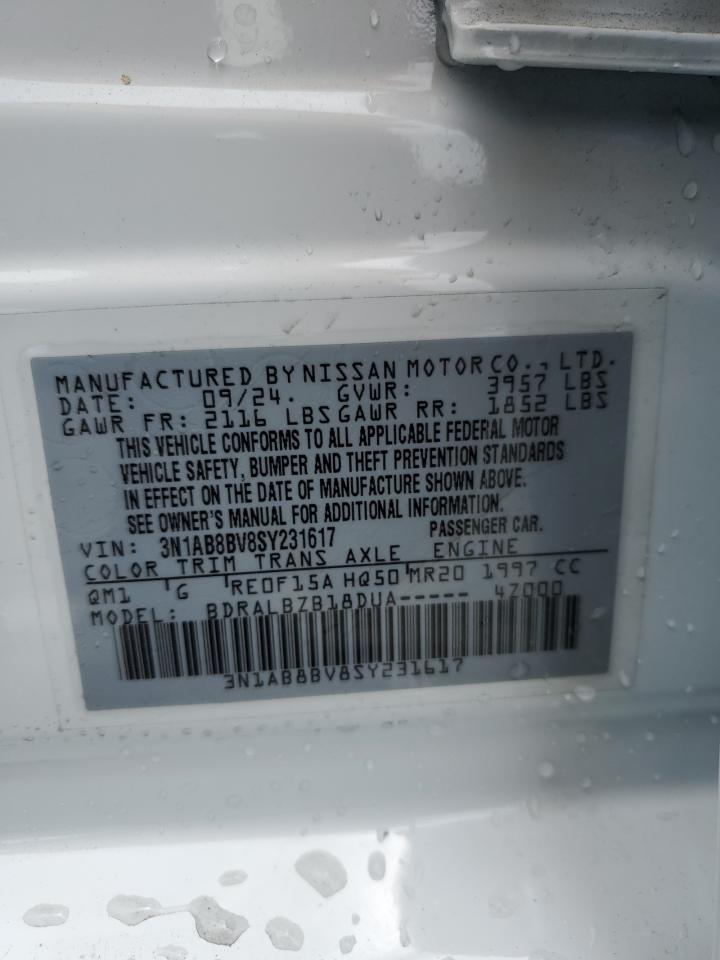 MANUFACTURED BY NISSAN MOTOR CO., LTD.
DATE: 09/24. GVWR: 3957 LBS
GAWR FR: 2116 LBS GAWR RR: 1852 LBS
THIS VEHICLE CONFORMS TO ALL APPLICABLE FEDERAL MOTOR
VEHICLE SAFETY, BUMPER AND THEFT PREVENTION STANDARDS
IN EFFECT ON THE DATE OF MANUFACTURE SHOWN ABOVE.
SEE OWNER'S MANUAL FOR ADDITIONAL INFORMATION.
VIN: 3N1AB8BV8SY231617 PASSENGER CAR.
COLOR TRIM TRANS AXLE ENGINE
QM1 G RE0F15A HQ50 MR20 1997 CC
MODEL: BDRALBZB18DUA----- 4Z000
3N1AB8BV8SY231617